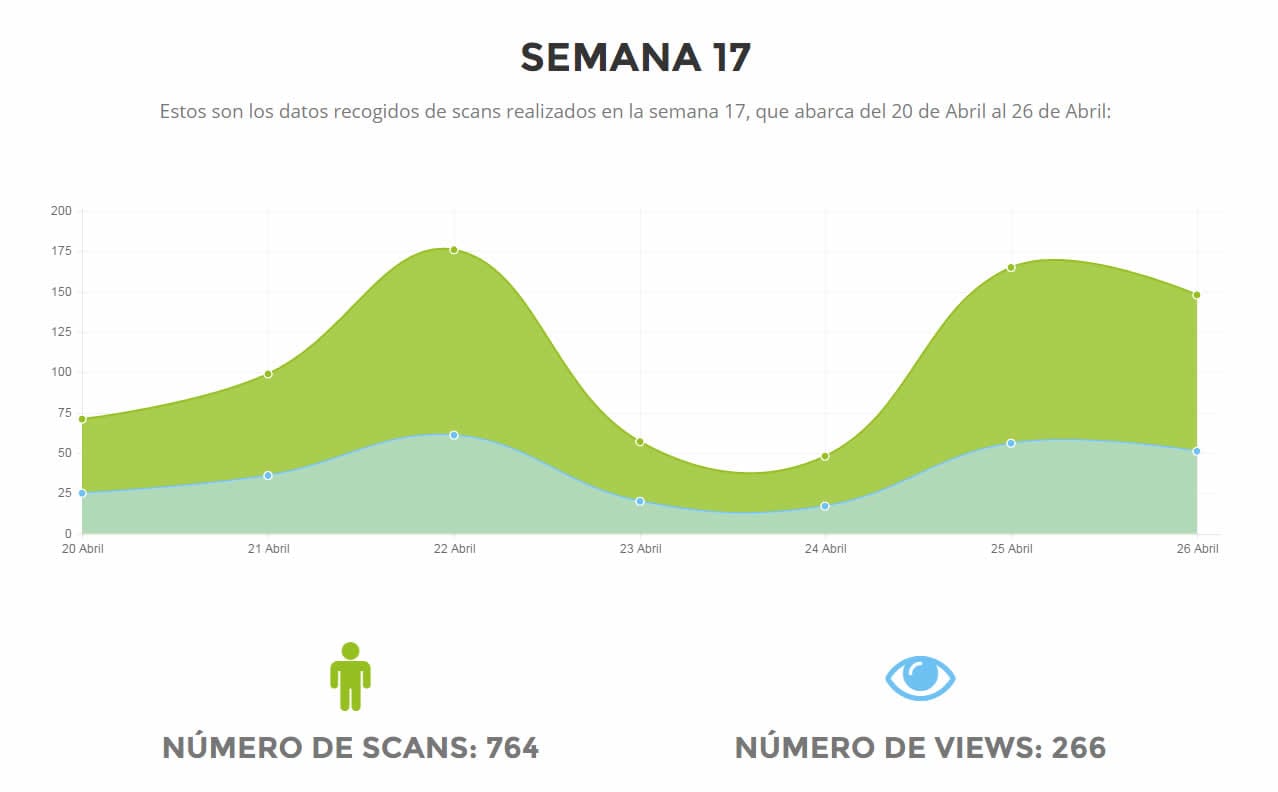 SEMANA 17
Estos son los datos recogidos de scans realizados en la semana 17, que abarca del 20 de Abril al 26 de Abril:
200
175
150
125
100
75
50
25
0
20 Abril 21 Abril 22 Abril 23 Abril 24 Abril 25 Abril 26 Abril
NÚMERO DE SCANS: 764 NÚMERO DE VIEWS: 266